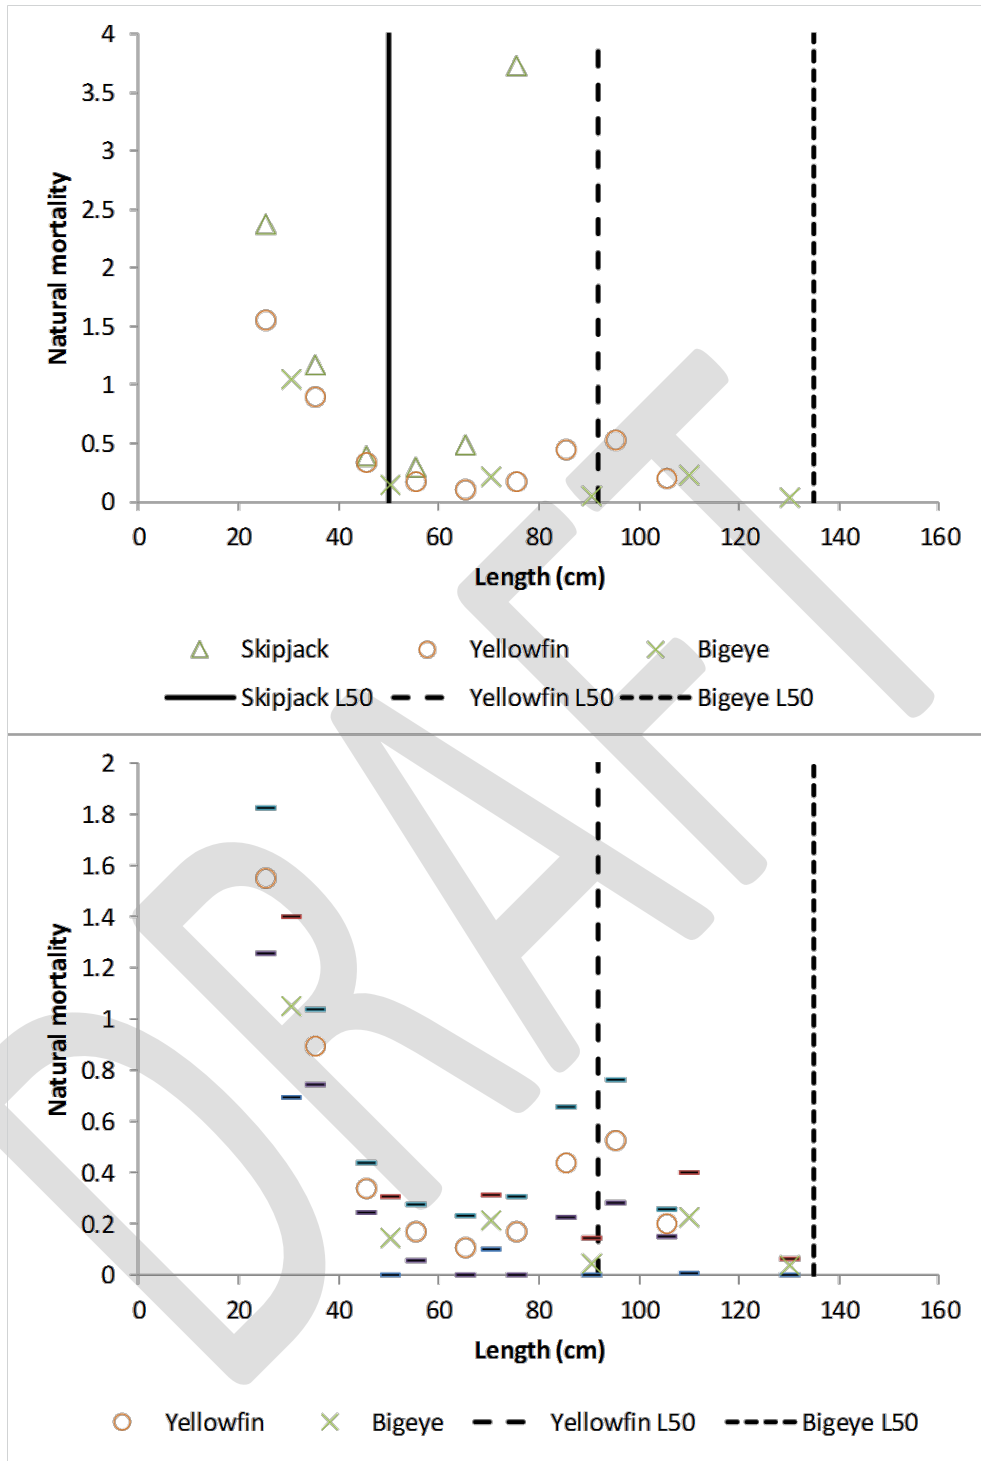 4
3.5
3
2.5
2
1.5
1
0.5
0
Natural mortality
0 20 40 60 80 100 120 140 160
Length (cm)
Skipjack Yellowfin Bigeye
Skipjack L50 Yellowfin L50 Bigeye L50
2
1.8
1.6
1.4
1.2
1
0.8
0.6
0.4
0.2
0
Natural mortality
0 20 40 60 80 100 120 140 160
Length (cm)
Yellowfin Bigeye Yellowfin L50 Bigeye L50
DRAFT